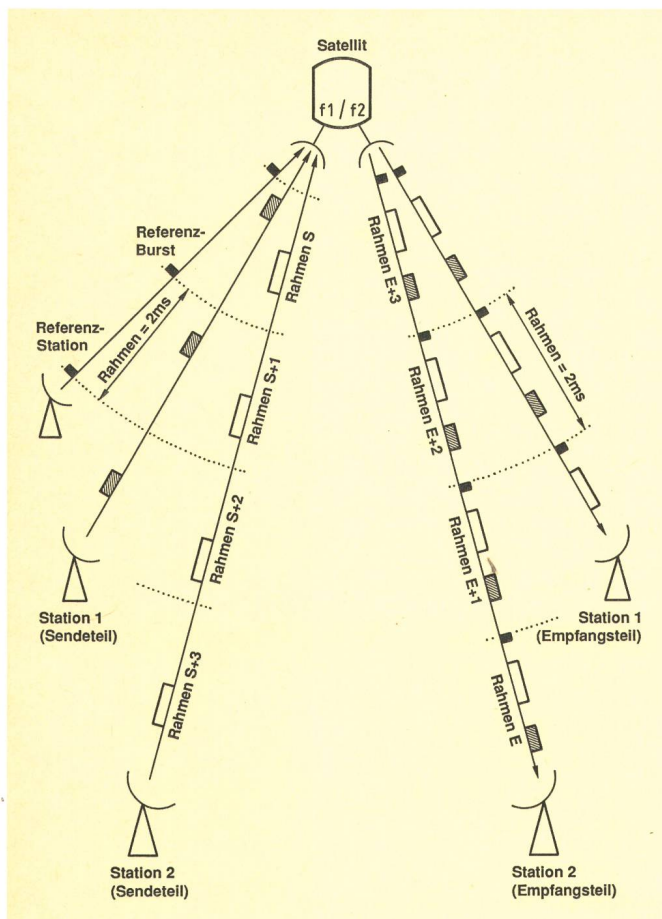 Satellit
f1 / f2
Referenz-
Burst
Referenz-
Station
Rahmen = 2ms
Rahmen S
Rahmen S+1
Rahmen S+2
Rahmen S+3
Rahmen E+3
Rahmen E+2
Rahmen E+1
Rahmen E
Rahmen = 2ms
Station 1
(Sendeteil)
Station 1
(Empfangsteil)
Station 2
(Sendeteil)
Station 2
(Empfangsteil)